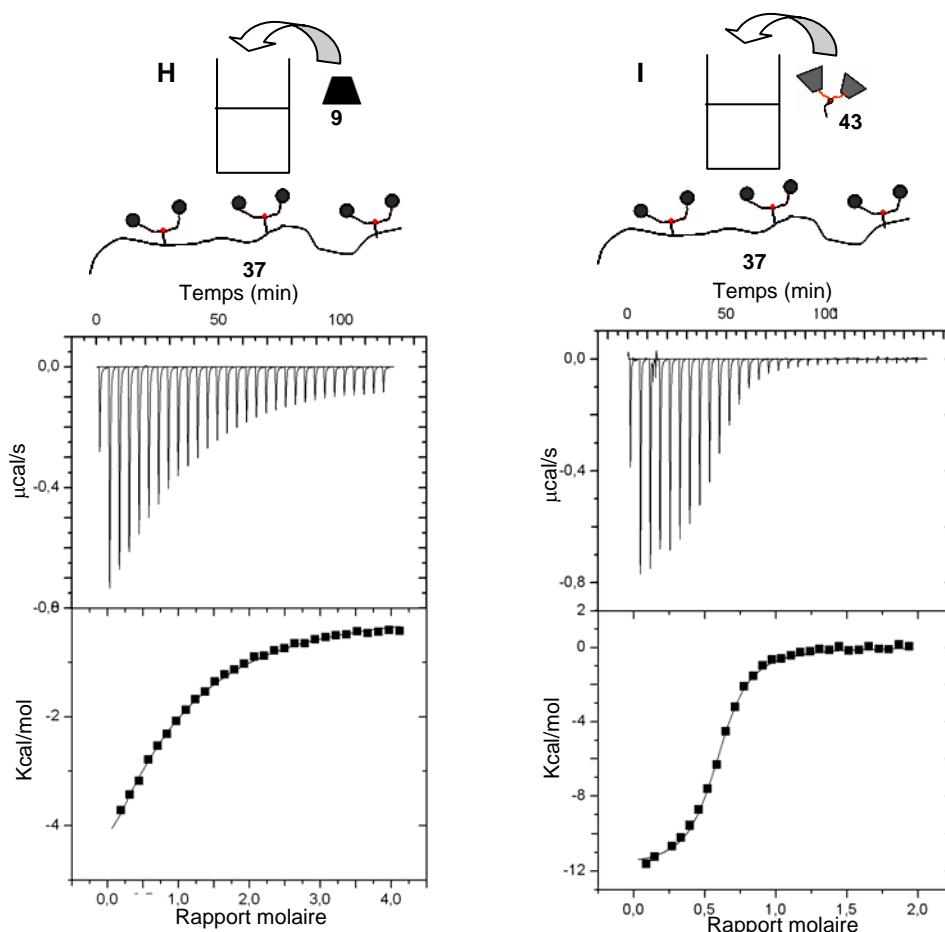 H
9
37
Temps (min)
0 50 100
0,0
-0,4
-0,8
µcal/s
-2
-4
Kcal/mol
0,0 1,0 2,0 3,0 4,0
Rapport molaire
I
43
37
Temps (min)
0 50 100
0,0
-0,4
-0,8
µcal/s
2
0
-4
-8
-12
Kcal/mol
0,0 0,5 1,0 1,5 2,0
Rapport molaire